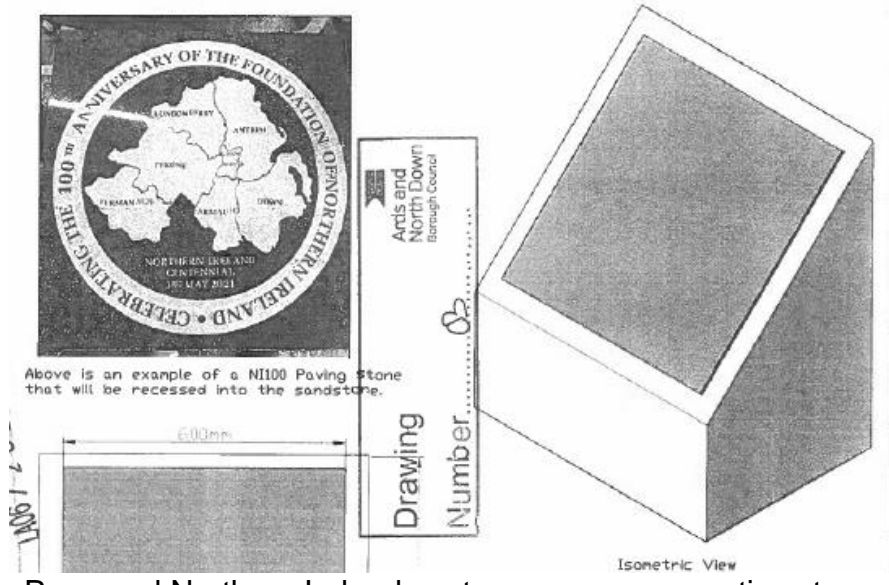 CELEBRATING THE 100TH ANNIVERSARY OF THE FOUNDATION OF NORTHERN IRELAND •
LONDONDERRY
ANTRIM
TYRONE
FERMANAGH
ARMAGH
DOWN
NORTHERN IRELAND
CENTENNIAL
3RD MAY 2021
Above is an example of a NI100 Paving Stone
that will be recessed into the sandstone.
600mm
Ards and
North Down
Borough Council
Drawing
Number 02
Isometric View